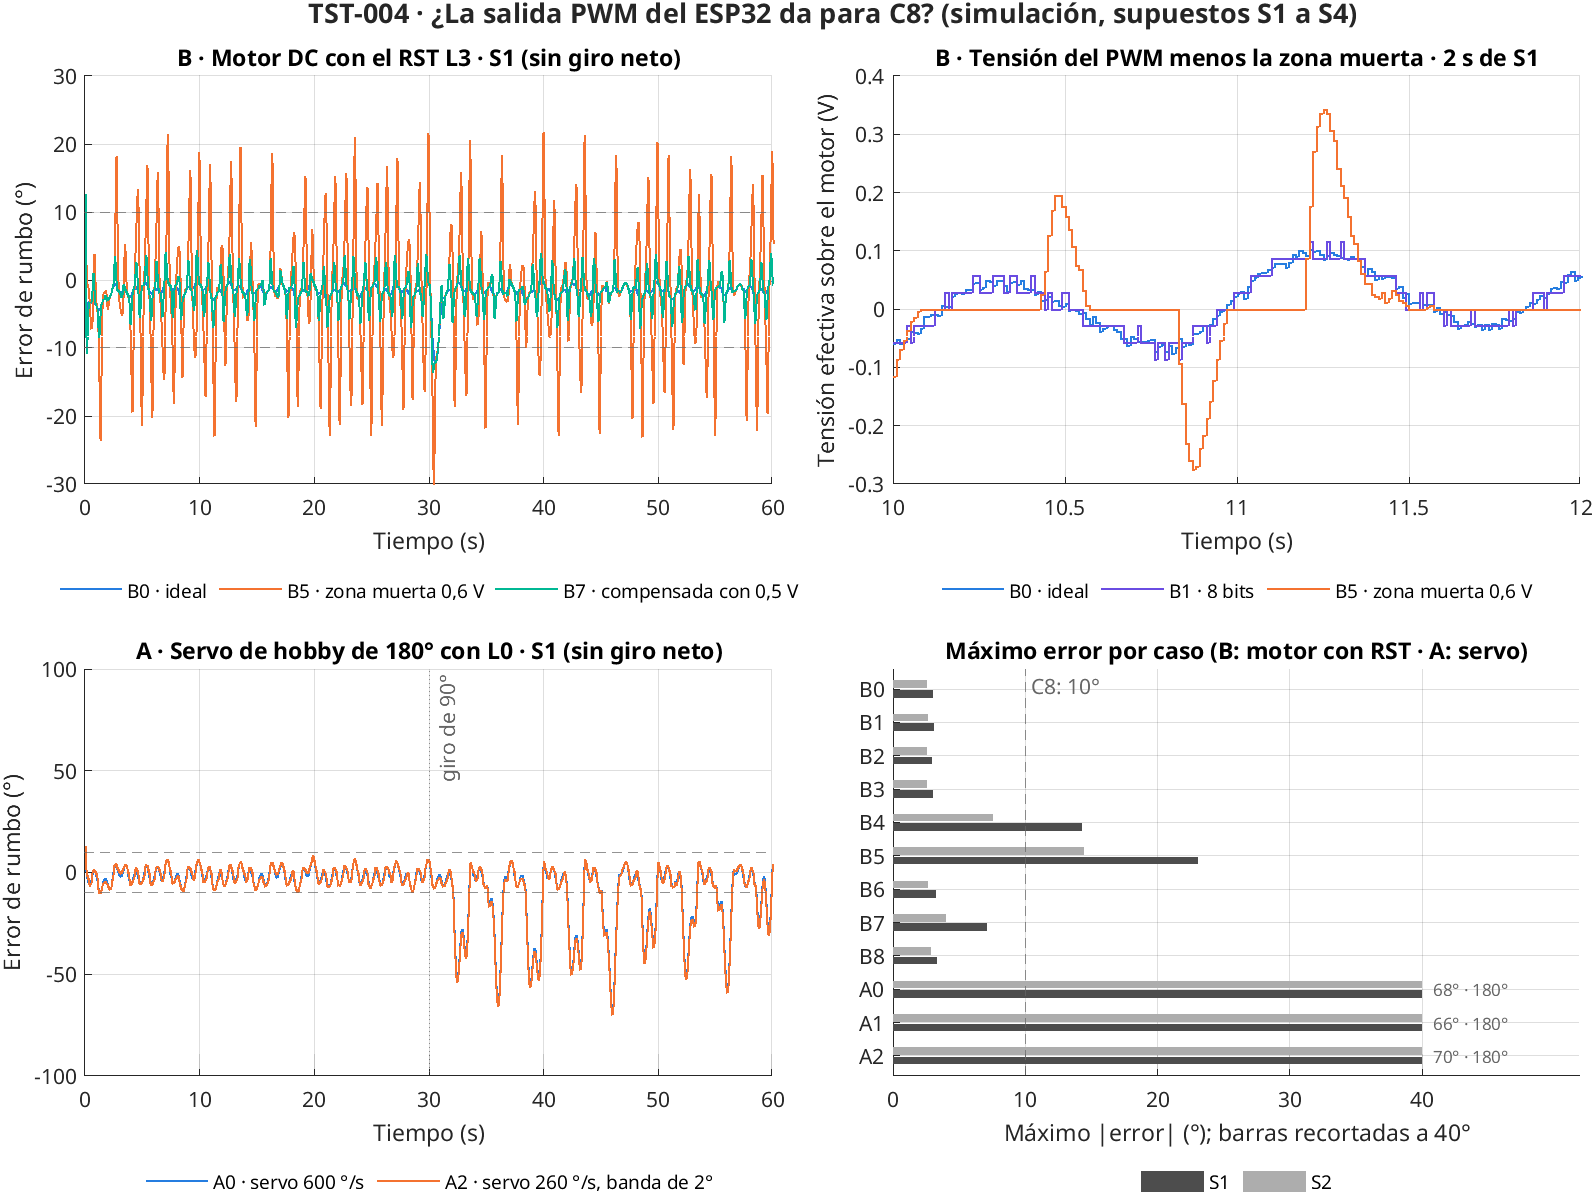 TST-004 · ¿La salida PWM del ESP32 da para C8? (simulación, supuestos S1 a S4)
B · Motor DC con el RST L3 · S1 (sin giro neto)
30
20
10
0
-10
-20
-30
Error de rumbo (°)
0 10 20 30 40 50 60
Tiempo (s)
B0 · ideal B5 · zona muerta 0,6 V B7 · compensada con 0,5 V
B · Tensión del PWM menos la zona muerta · 2 s de S1
0.4
0.3
0.2
0.1
0
-0.1
-0.2
-0.3
Tensión efectiva sobre el motor (V)
10 10.5 11 11.5 12
Tiempo (s)
B0 · ideal B1 · 8 bits B5 · zona muerta 0,6 V
A · Servo de hobby de 180° con L0 · S1 (sin giro neto)
100
50
0
-50
-100
Error de rumbo (°)
giro de 90°
0 10 20 30 40 50 60
Tiempo (s)
A0 · servo 600 °/s A2 · servo 260 °/s, banda de 2°
Máximo error por caso (B: motor con RST · A: servo)
C8: 10°
B0
B1
B2
B3
B4
B5
B6
B7
B8
A0 68° · 180°
A1 66° · 180°
A2 70° · 180°
0 10 20 30 40
Máximo |error| (°); barras recortadas a 40°
S1 S2